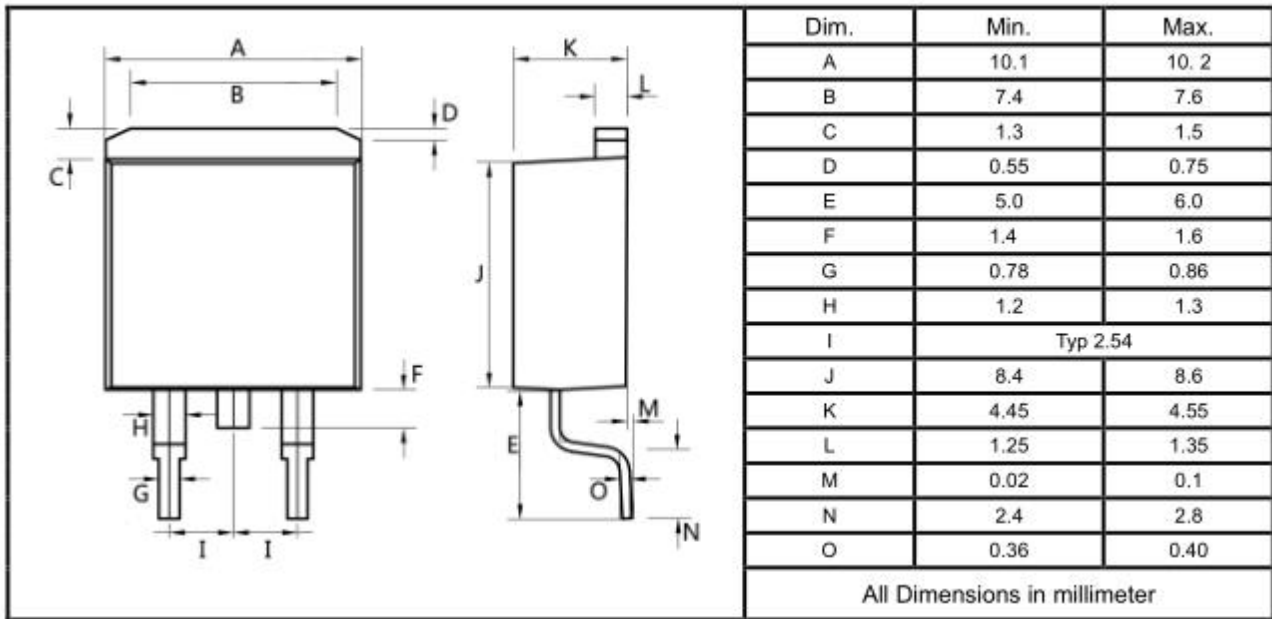 A
B
C
D
F
H
G
I I
K
L
J
E
M
O
N
Dim. Min. Max.
A 10.1 10. 2
B 7.4 7.6
C 1.3 1.5
D 0.55 0.75
E 5.0 6.0
F 1.4 1.6
G 0.78 0.86
H 1.2 1.3
I Typ 2.54
J 8.4 8.6
K 4.45 4.55
L 1.25 1.35
M 0.02 0.1
N 2.4 2.8
O 0.36 0.40
All Dimensions in millimeter